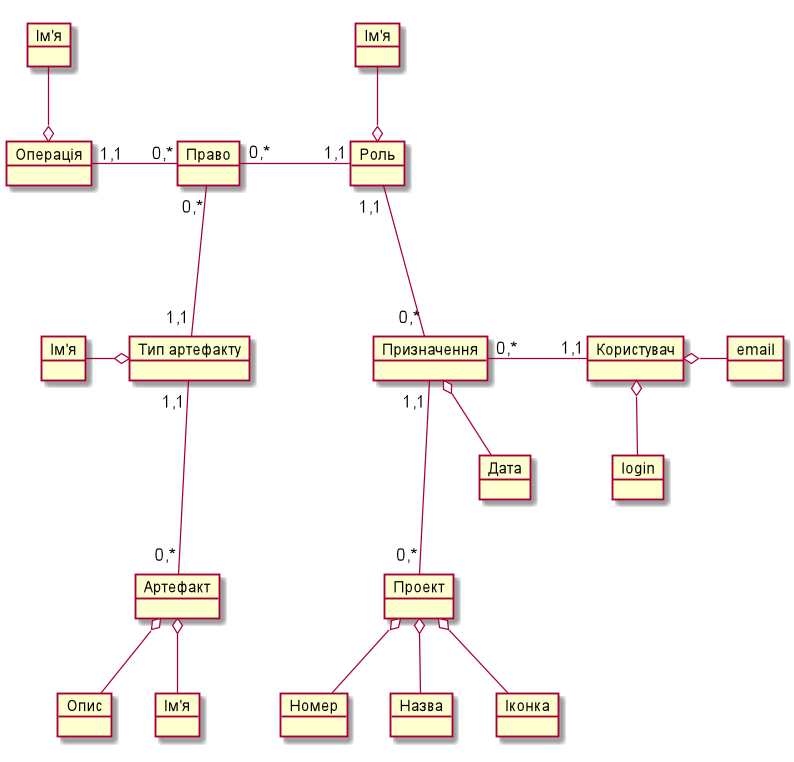 Ім'я
Ім'я
Операція
1,1
0,*
Право
0,*
1,1
Роль
0,*
1,1
1,1
0,*
Ім'я
Тип артефакту
Призначення
0,*
1,1
Користувач
email
1,1
1,1
Дата
login
0,*
0,*
Артефакт
Проект
Опис
Ім'я
Номер
Назва
Іконка